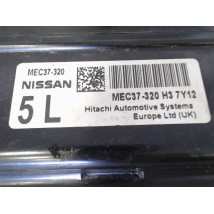 MEC37-320
NISSAN
5 L
MEC37-320 H3 7Y12
Hitachi Automotive Systems
Europe Ltd (UK)